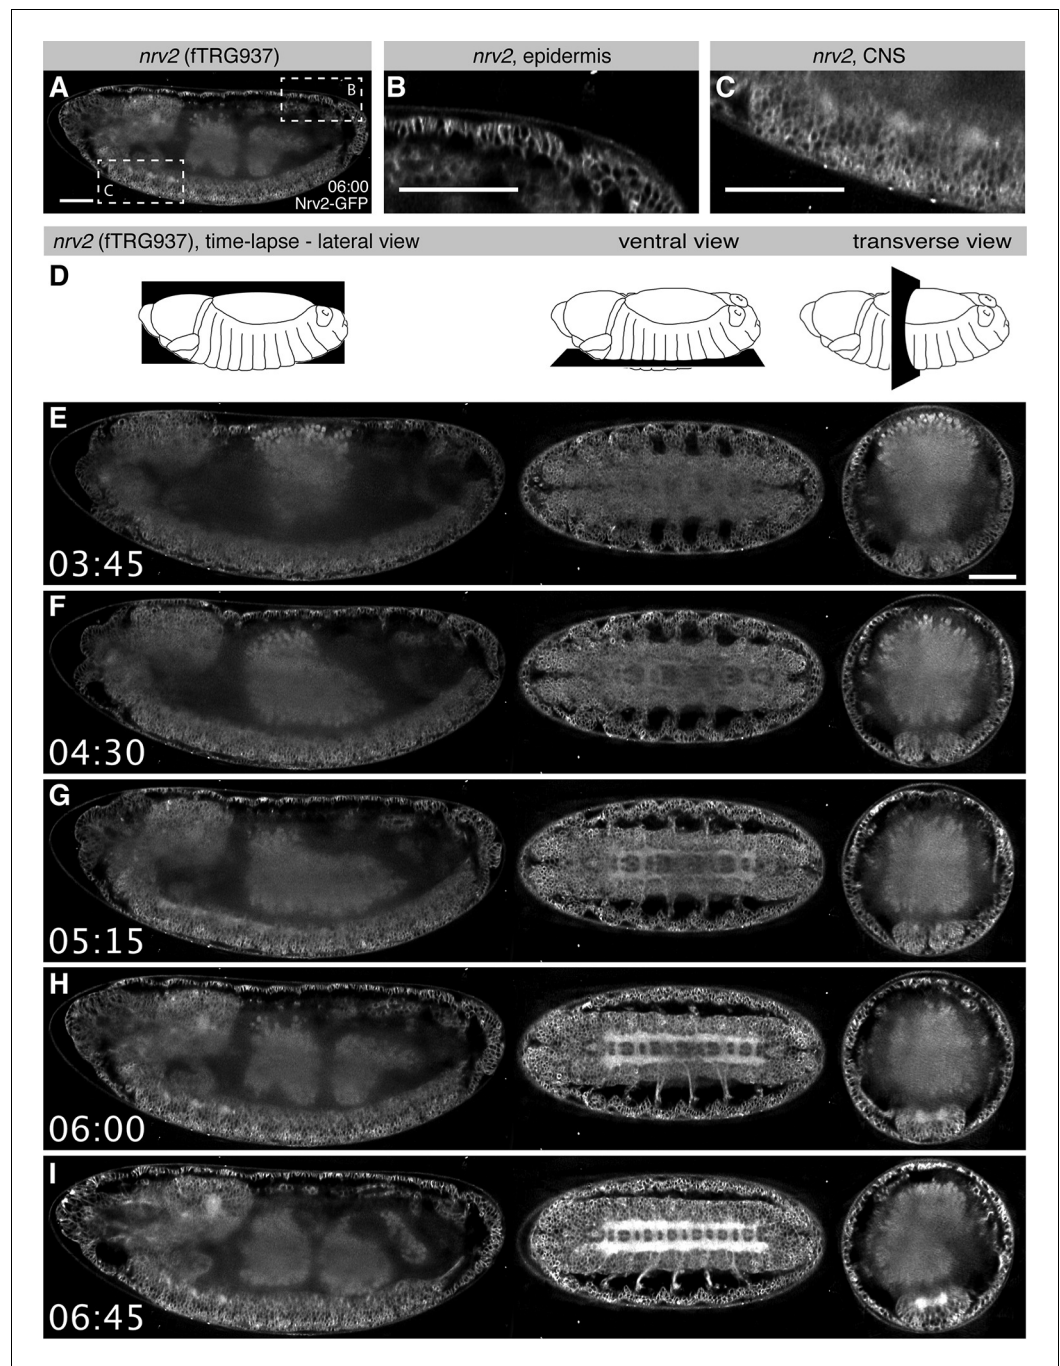 nrv2 (fTRG937)
nrv2, epidermis
nrv2, CNS
A
B
C
06:00
Nrv2-GFP
B
C
nrv2 (fTRG937), time-lapse - lateral view
ventral view
transverse view
D
E
03:45
F
04:30
G
05:15
H
06:00
I
06:45